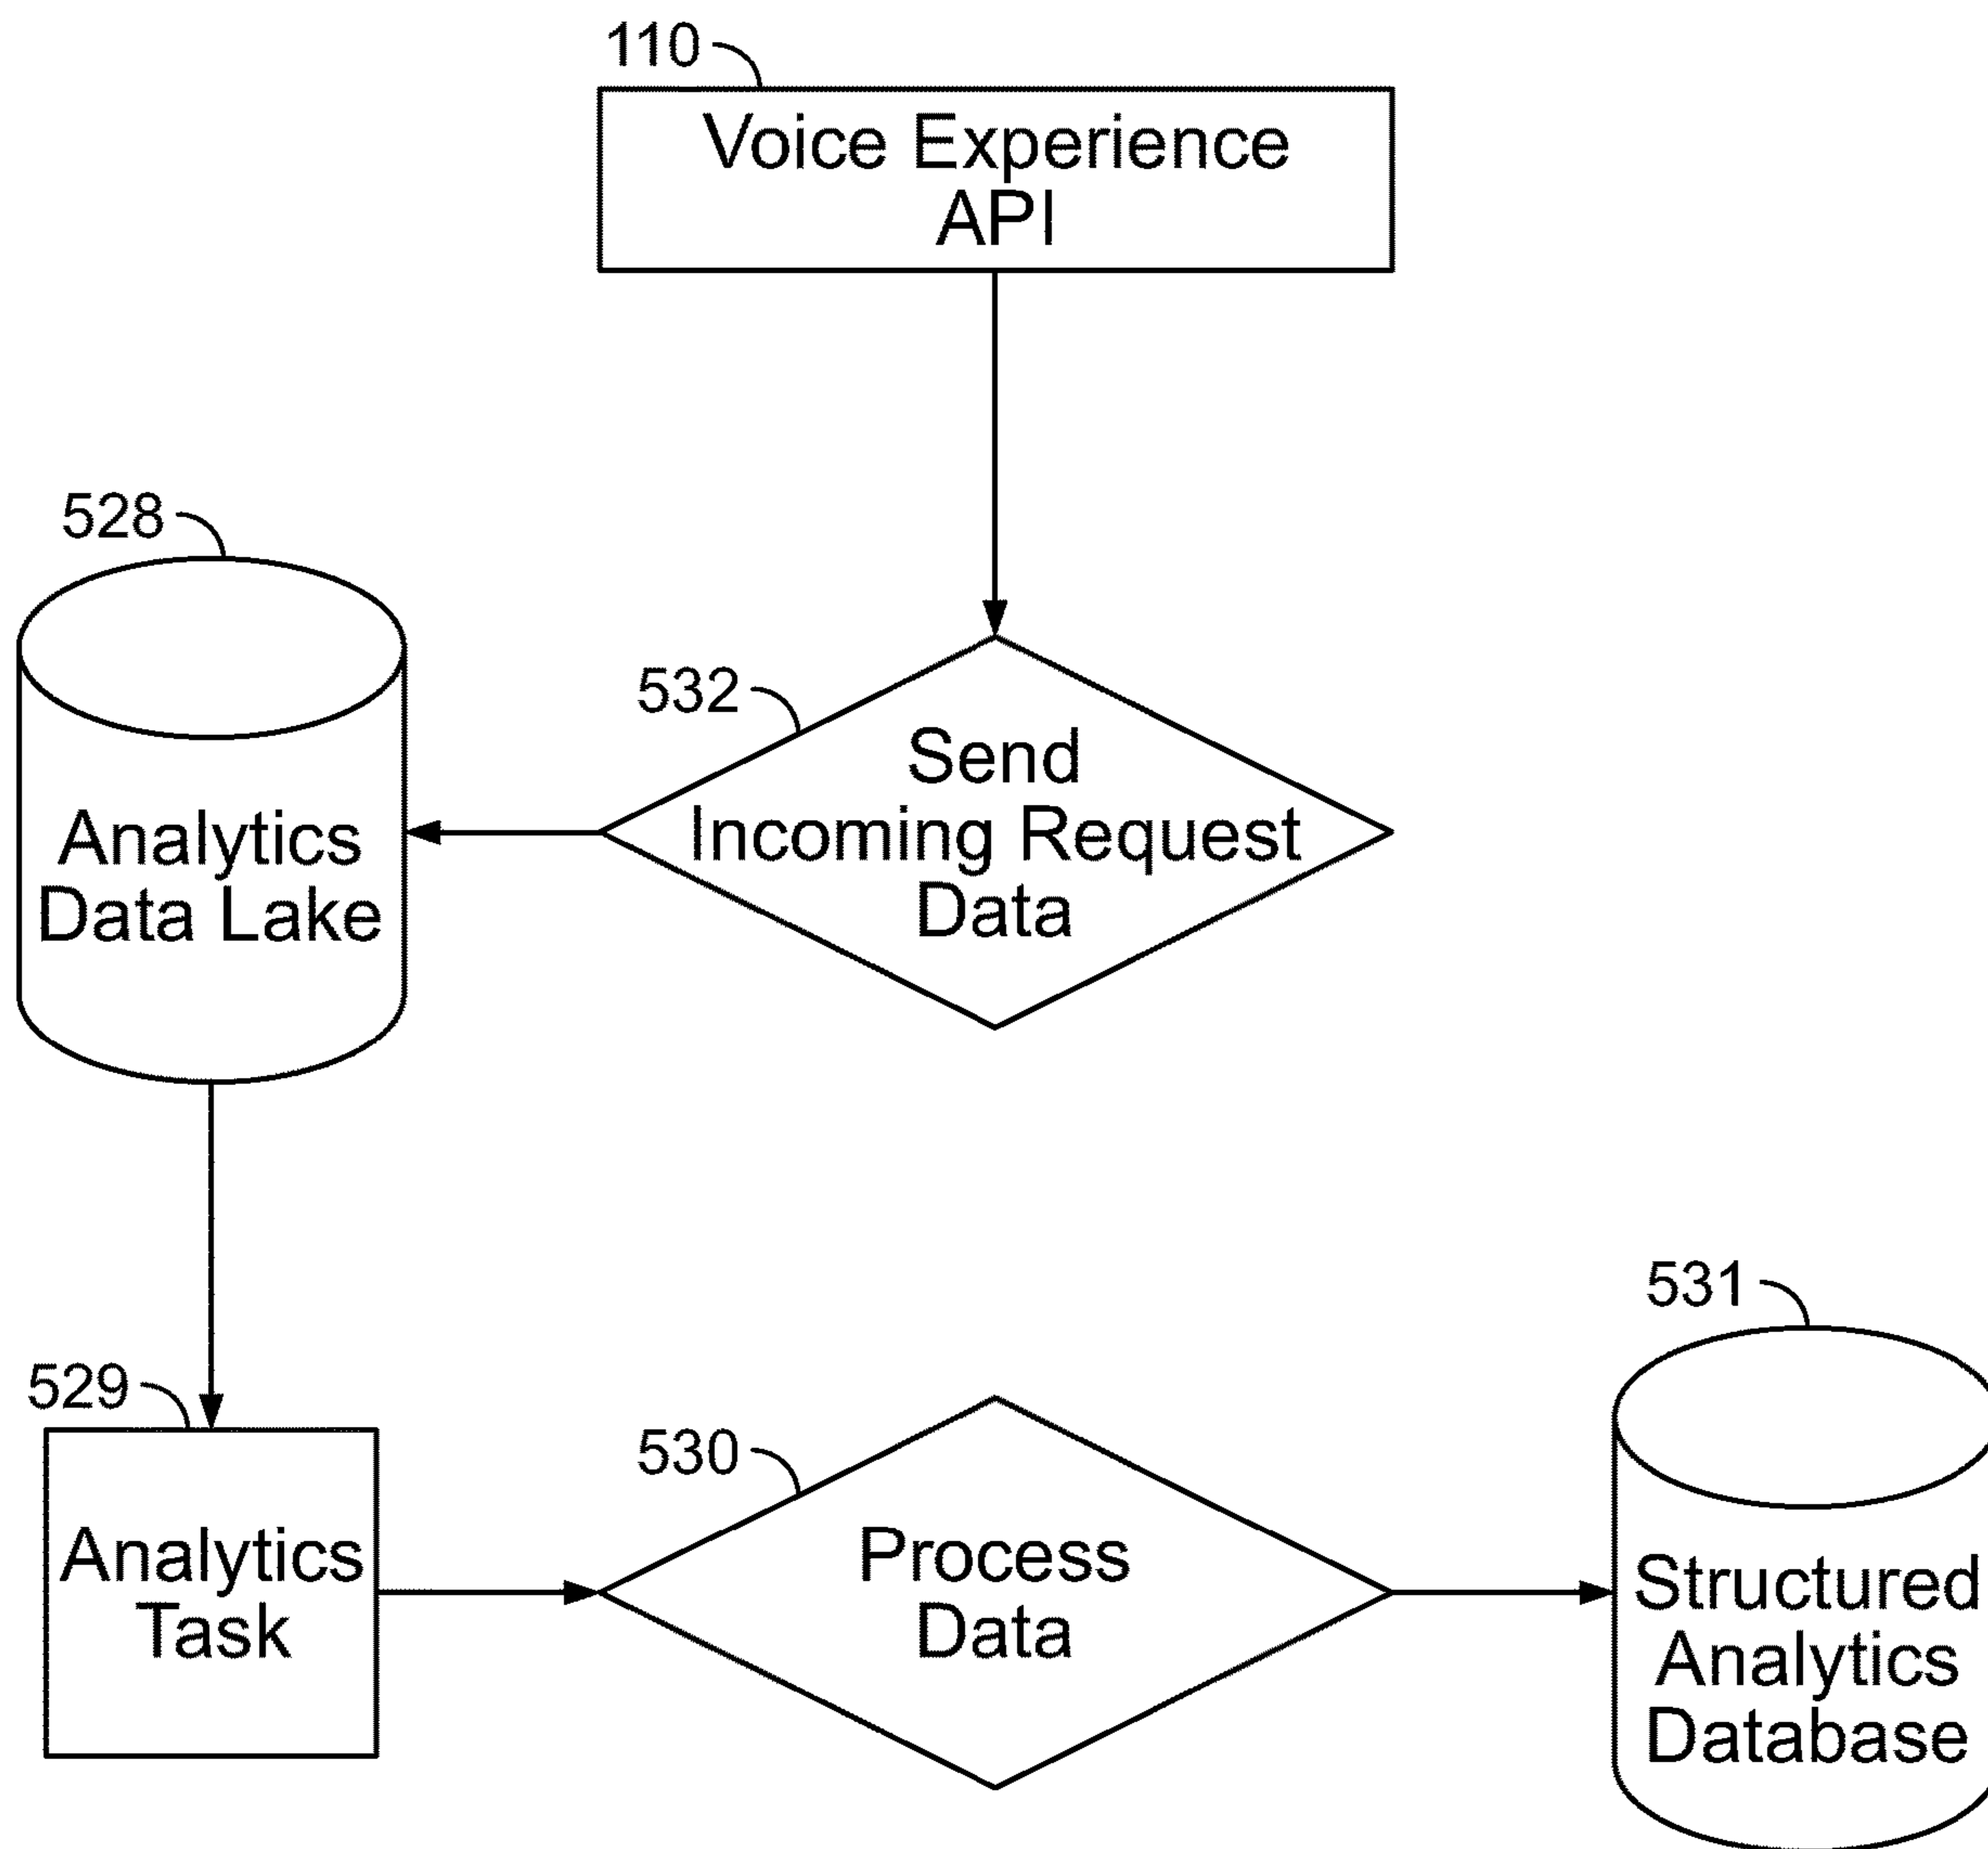 110
Voice Experience
API
528
532
Send
Incoming Request
Data
Analytics
Data Lake
531
529
530
Analytics
Task
Process
Data
Structured
Analytics
Database